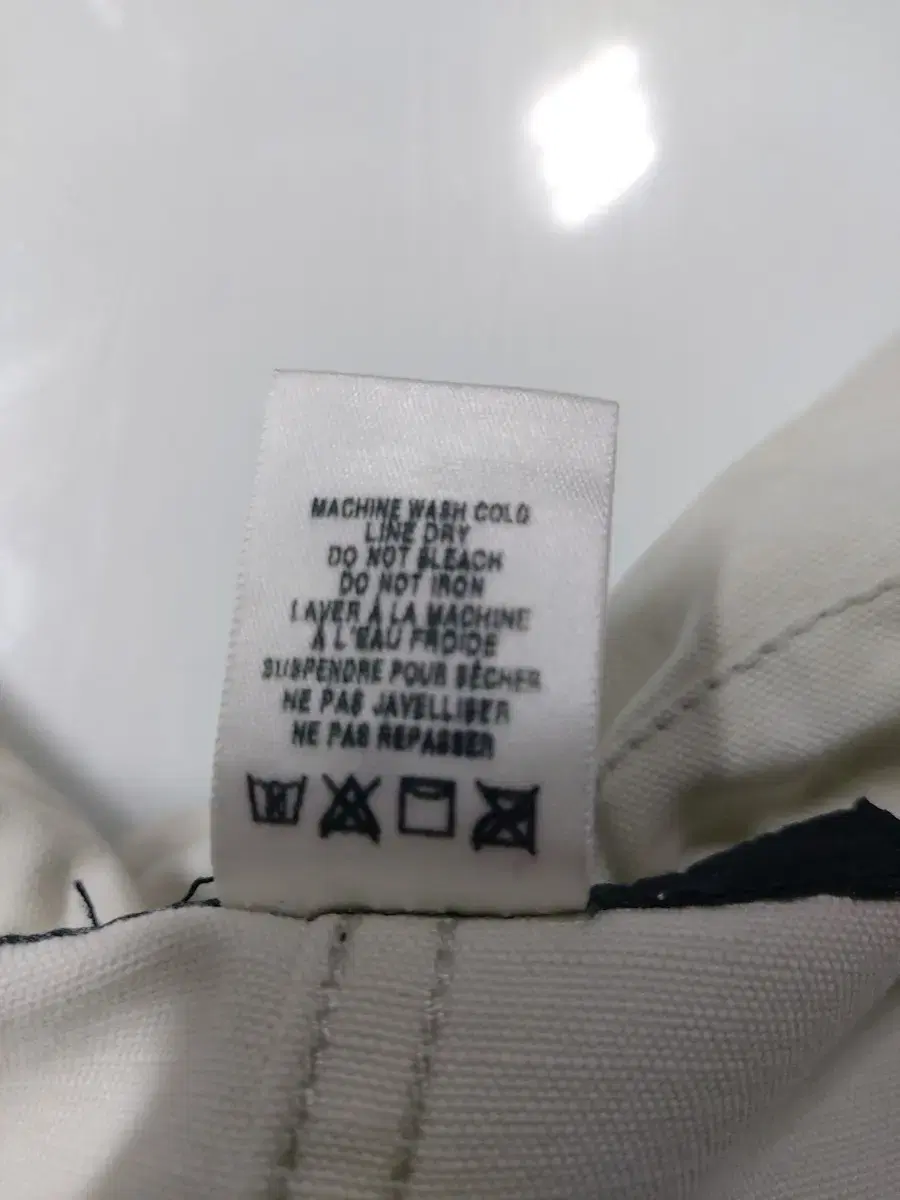 MACHINE WASH COLD
LINE DRY
DO NOT BLEACH
DO NOT IRON
LAVER À LA MACHINE
À L'EAU FROIDE
SUSPENDRE POUR SÉCHER
NE PAS JAVELLISER
NE PAS REPASSER